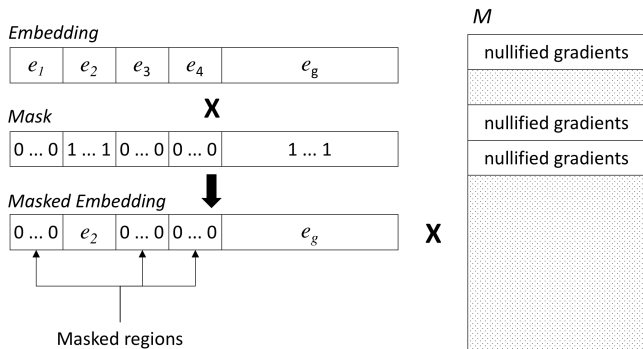 Embedding
e1 e2 e3 e4 eg
X
Mask
0 ... 0 1 ... 1 0 ... 0 0 ... 0 1 ... 1
Masked Embedding
0 ... 0 e2 0 ... 0 0 ... 0 eg
Masked regions
X
M
nullified gradients
nullified gradients
nullified gradients